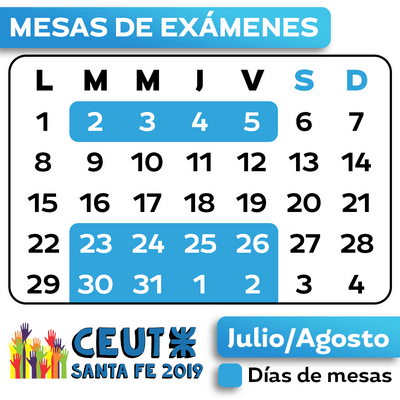 MESAS DE EXÁMENES
L M M J V S D
1 2 3 4 5 6 7
8 9 10 11 12 13 14
15 16 17 18 19 20 21
22 23 24 25 26 27 28
29 30 31 1 2 3 4
CEUT
SANTA FE 2019
Julio/Agosto
Días de mesas